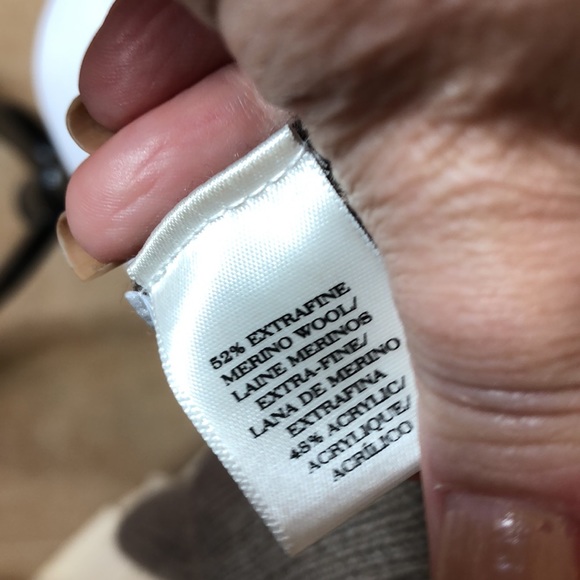 52% EXTRAFINE
MERINO WOOL/
LAINE MERINOS
EXTRA-FINE/
LANA DE MERINO
EXTRAFINA
48% ACRYLIC/
ACRYLIQUE/
ACRÍLICO